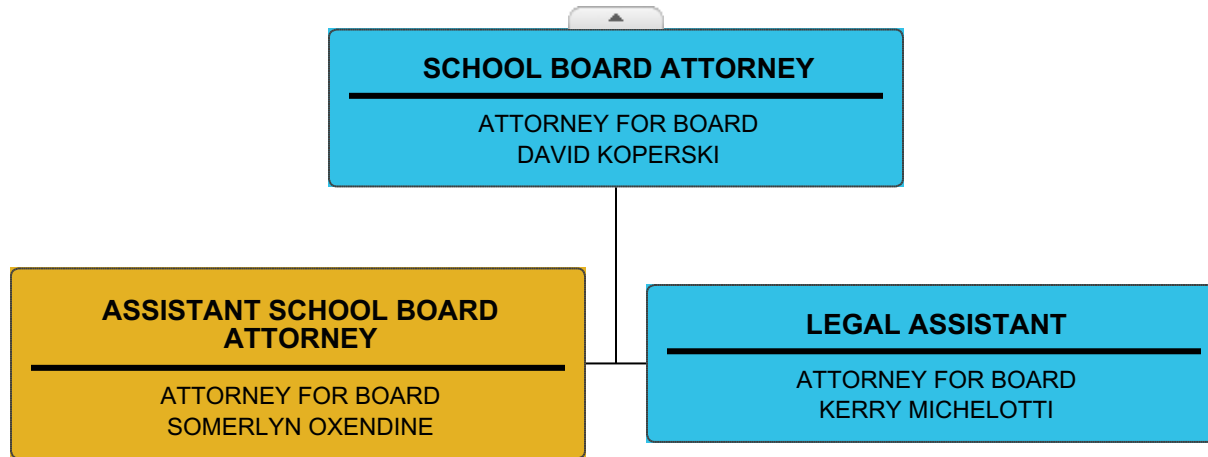 SCHOOL BOARD ATTORNEY
ATTORNEY FOR BOARD
DAVID KOPERSKI
ASSISTANT SCHOOL BOARD
ATTORNEY
ATTORNEY FOR BOARD
SOMERLYN OXENDINE
LEGAL ASSISTANT
ATTORNEY FOR BOARD
KERRY MICHELOTTI